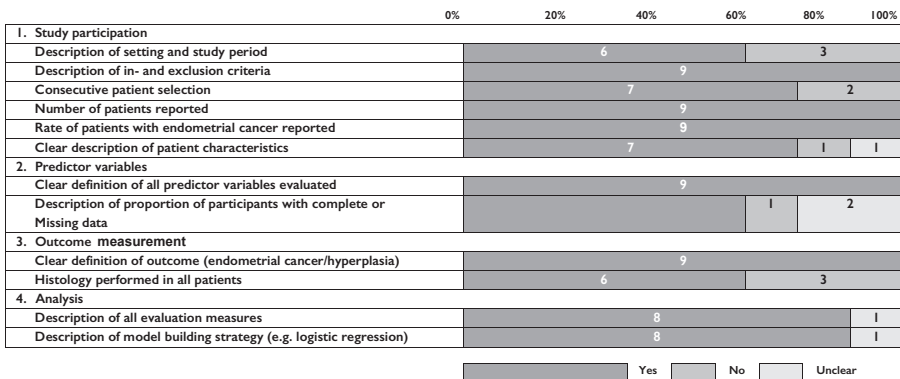 0% 20% 40% 60% 80% 100%
1. Study participation
Description of setting and study period 6 3
Description of in- and exclusion criteria 9
Consecutive patient selection 7 2
Number of patients reported 9
Rate of patients with endometrial cancer reported 9
Clear description of patient characteristics 7 1 1
2. Predictor variables
Clear definition of all predictor variables evaluated 9
Description of proportion of participants with complete or 1 2
Missing data
3. Outcome measurement
Clear definition of outcome (endometrial cancer/hyperplasia) 9
Histology performed in all patients 6 3
4. Analysis
Description of all evaluation measures 8 1
Description of model building strategy (e.g. logistic regression) 8 1
Yes No Unclear